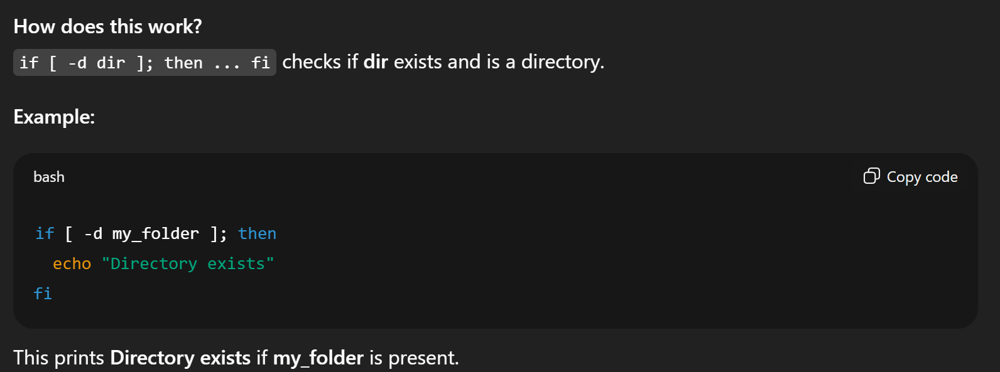 How does this work?
if [ -d dir ]; then ... fi checks if dir exists and is a directory.
Example:
bash Copy code
if [ -d my_folder ]; then
echo "Directory exists"
fi
This prints Directory exists if my_folder is present.